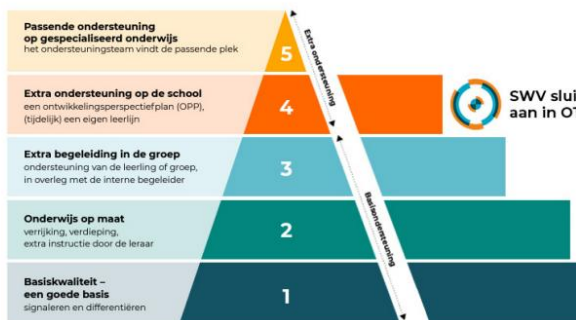 Passende ondersteuning
op gespecialiseerd onderwijs
het ondersteuningsteam vindt de passende plek
5
Extra ondersteuning
Extra ondersteuning op de school
een ontwikkelingsperspectiefplan (OPP),
(tijdelijk) een eigen leerlijn
4
SWV slui
aan in OT
Extra begeleiding in de groep
ondersteuning van de leerling of groep,
in overleg met de interne begeleider
3
Basisondersteuning
Onderwijs op maat
verrijking, verdieping,
extra instructie door de leraar
2
Basiskwaliteit –
een goede basis
signaleren en differentiëren
1